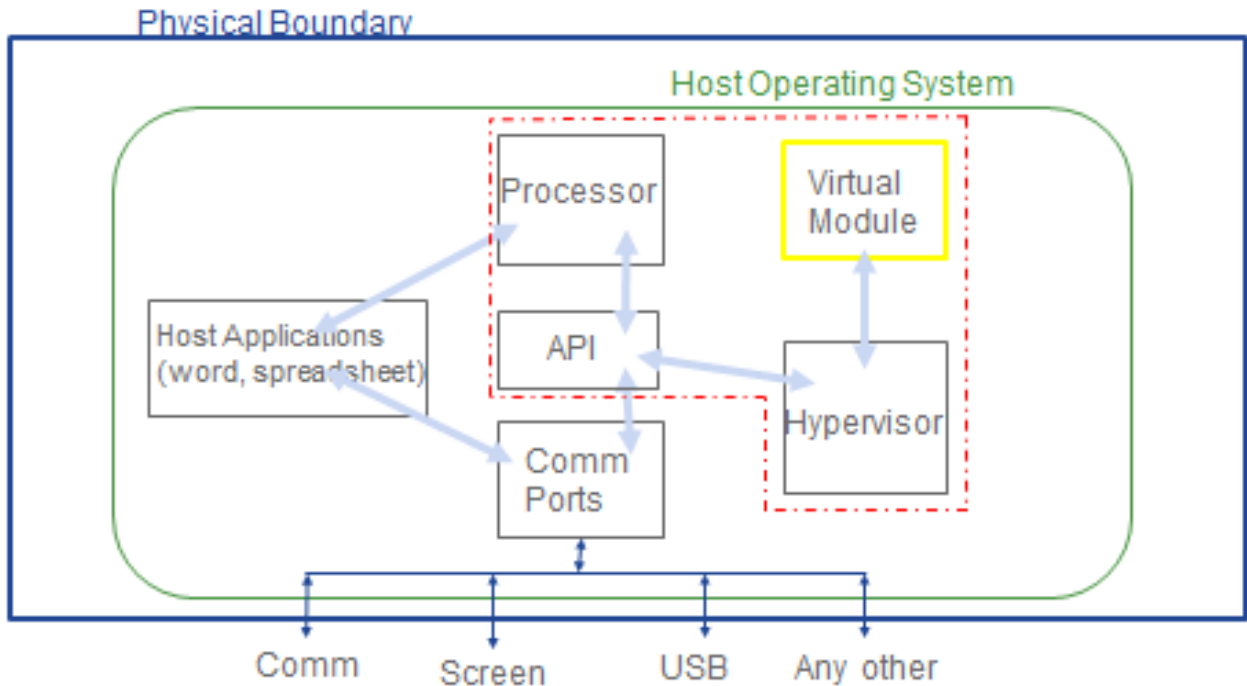 Physical Boundary
Host Operating System
Processor
Virtual
Module
Host Applications
(word, spreadsheet)
API
Hypervisor
Comm
Ports
Comm
Screen
USB
Any other